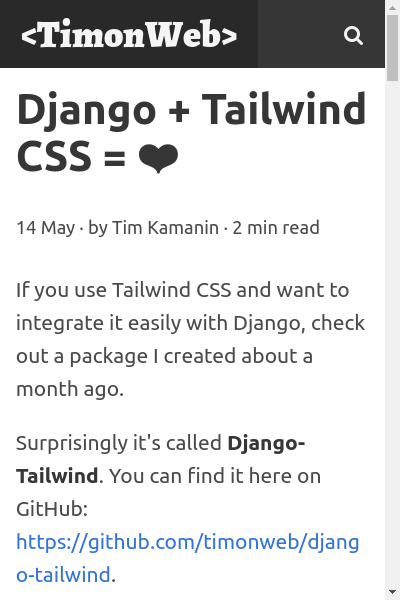 <TimonWeb>
Django + Tailwind
CSS = ❤
14 May · by Tim Kamanin · 2 min read
If you use Tailwind CSS and want to
integrate it easily with Django, check
out a package I created about a
month ago.
Surprisingly it's called Django-
Tailwind. You can find it here on
GitHub:
https://github.com/timonweb/djang
o-tailwind.